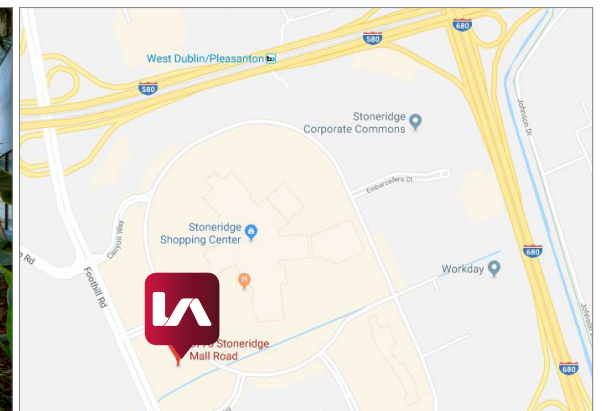 680
580
West Dublin/Pleasanton
580
Stoneridge
Corporate Commons
Johnson Dr
Embarcadero Ct
Canyon Way
Stoneridge
Shopping Center
680
Workday
Rd
Foothill Rd
Stoneridge
Mall Road
680